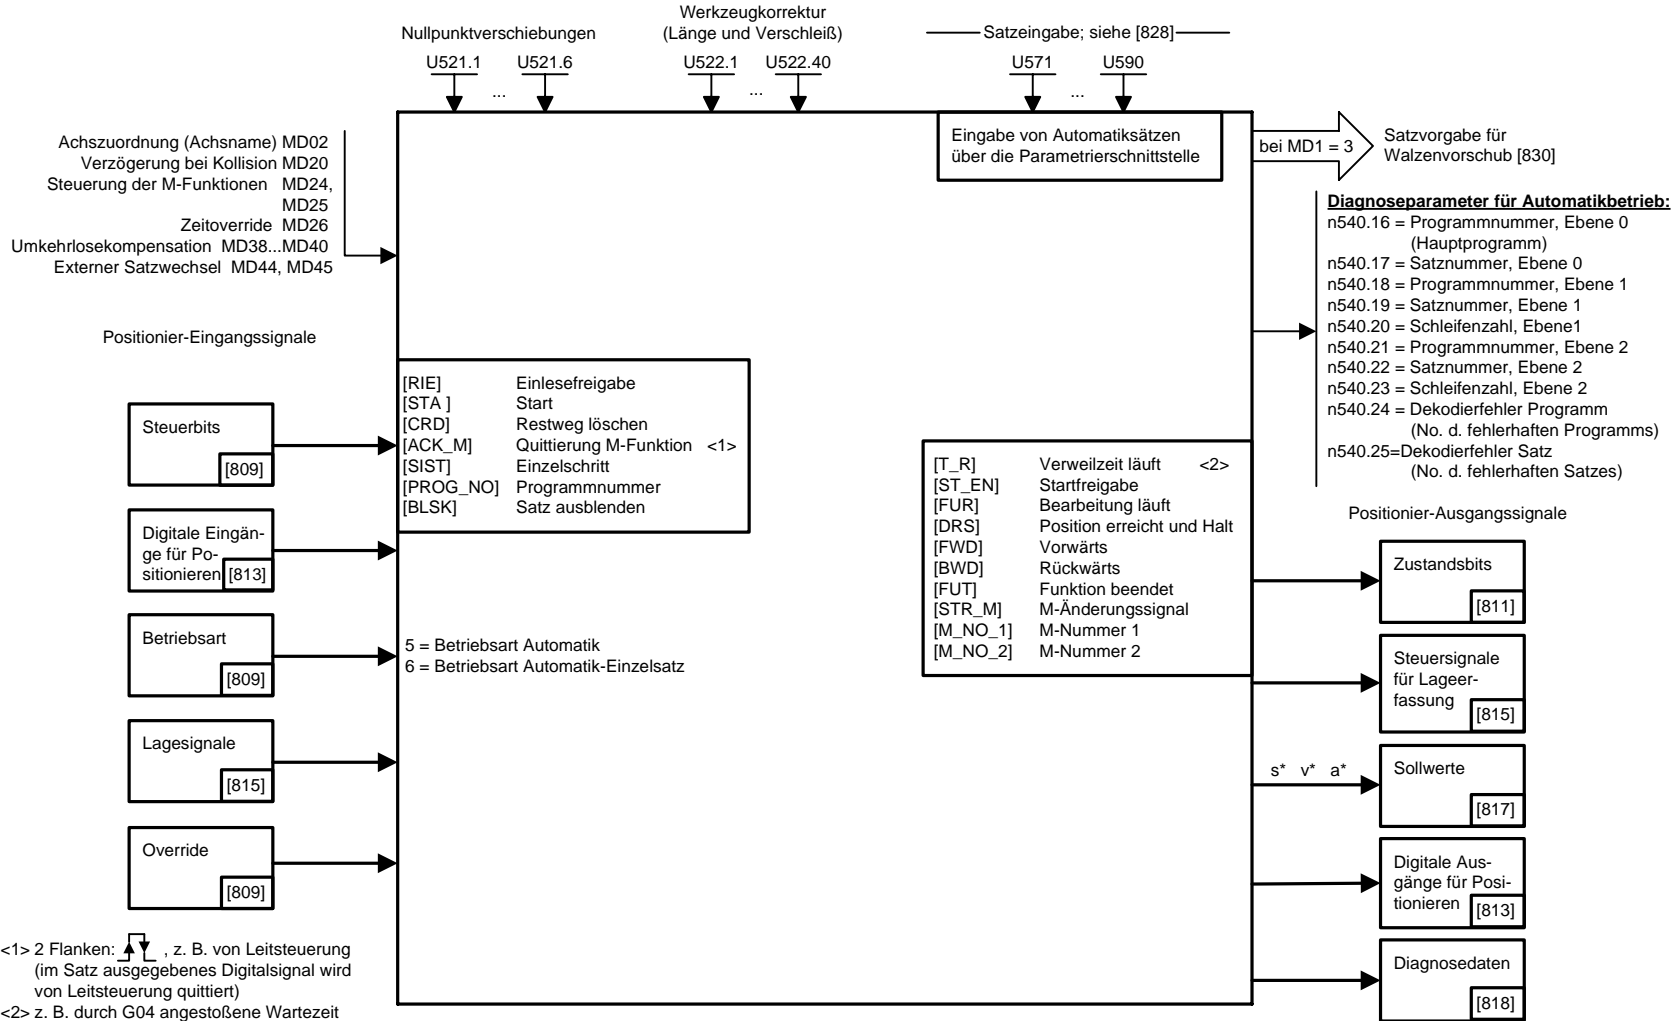 Nullpunktverschiebungen
U521.1 ... U521.6
Werkzeugkorrektur
(Länge und Verschleiß)
U522.1 ... U522.40
Satzeingabe; siehe [828]
U571 ... U590
Eingabe von Automatiksätzen
über die Parametrierschnittstelle
bei MD1 = 3
Satzvorgabe für
Walzenvorschub [830]
Achszuordnung (Achsname) MD02
Verzögerung bei Kollision MD20
Steuerung der M-Funktionen MD24,
MD25
Zeitoverride MD26
Umkehrlosekompensation MD38...MD40
Externer Satzwechsel MD44, MD45
Diagnoseparameter für Automatikbetrieb:
n540.16 = Programmnummer, Ebene 0
(Hauptprogramm)
n540.17 = Satznummer, Ebene 0
n540.18 = Programmnummer, Ebene 1
n540.19 = Satznummer, Ebene 1
n540.20 = Schleifenzahl, Ebene1
n540.21 = Programmnummer, Ebene 2
n540.22 = Satznummer, Ebene 2
n540.23 = Schleifenzahl, Ebene 2
n540.24 = Dekodierfehler Programm
(No. d. fehlerhaften Programms)
n540.25=Dekodierfehler Satz
(No. d. fehlerhaften Satzes)
Positionier-Eingangssignale
Steuerbits
[809]
Digitale Eingän-
ge für Po-
sitionieren [813]
Betriebsart
[809]
Lagesignale
[815]
Override
[809]
[RIE] Einlesefreigabe
[STA ] Start
[CRD] Restweg löschen
[ACK_M] Quittierung M-Funktion <1>
[SIST] Einzelschritt
[PROG_NO] Programmnummer
[BLSK] Satz ausblenden
5 = Betriebsart Automatik
6 = Betriebsart Automatik-Einzelsatz
[T_R] Verweilzeit läuft <2>
[ST_EN] Startfreigabe
[FUR] Bearbeitung läuft
[DRS] Position erreicht und Halt
[FWD] Vorwärts
[BWD] Rückwärts
[FUT] Funktion beendet
[STR_M] M-Änderungssignal
[M_NO_1] M-Nummer 1
[M_NO_2] M-Nummer 2
Positionier-Ausgangssignale
Zustandsbits
[811]
Steuersignale
für Lageer-
fassung
[815]
s* v* a*
Sollwerte
[817]
Digitale Aus-
gänge für Posi-
tionieren
[813]
Diagnosedaten
[818]
<1> 2 Flanken: , z. B. von Leitsteuerung
(im Satz ausgegebenes Digitalsignal wird
von Leitsteuerung quittiert)
<2> z. B. durch G04 angestoßene Wartezeit